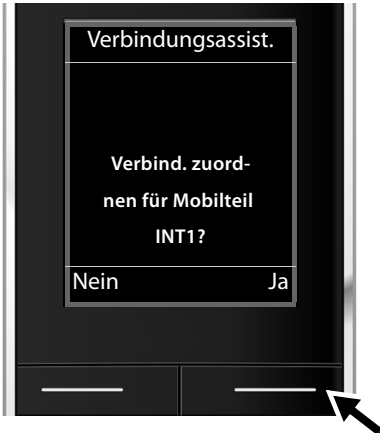 Verbindungsassist.
Verbind. zuord-
nen für Mobilteil
INT1?
Nein Ja